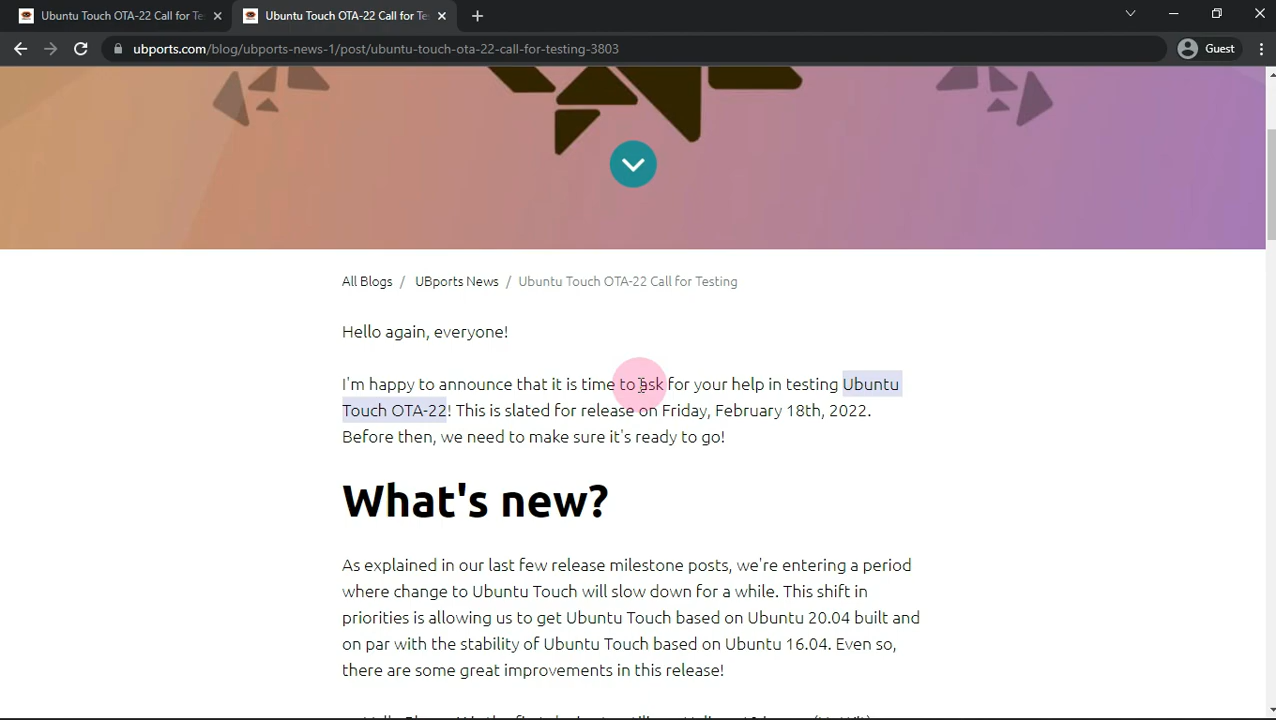 Ubuntu Touch OTA-22 Call for Te
Ubuntu Touch OTA-22 Call for Te
ubports.com/blog/ubports-news-1/post/ubuntu-touch-ota-22-call-for-testing-3803
Guest
All Blogs / UBports News / Ubuntu Touch OTA-22 Call for Testing
Hello again, everyone!
I'm happy to announce that it is time to ask for your help in testing Ubuntu
Touch OTA-22! This is slated for release on Friday, February 18th, 2022.
Before then, we need to make sure it's ready to go!
What's new?
As explained in our last few release milestone posts, we're entering a period
where change to Ubuntu Touch will slow down for a while. This shift in
priorities is allowing us to get Ubuntu Touch based on Ubuntu 20.04 built and
on par with the stability of Ubuntu Touch based on Ubuntu 16.04. Even so,
there are some great improvements in this release!